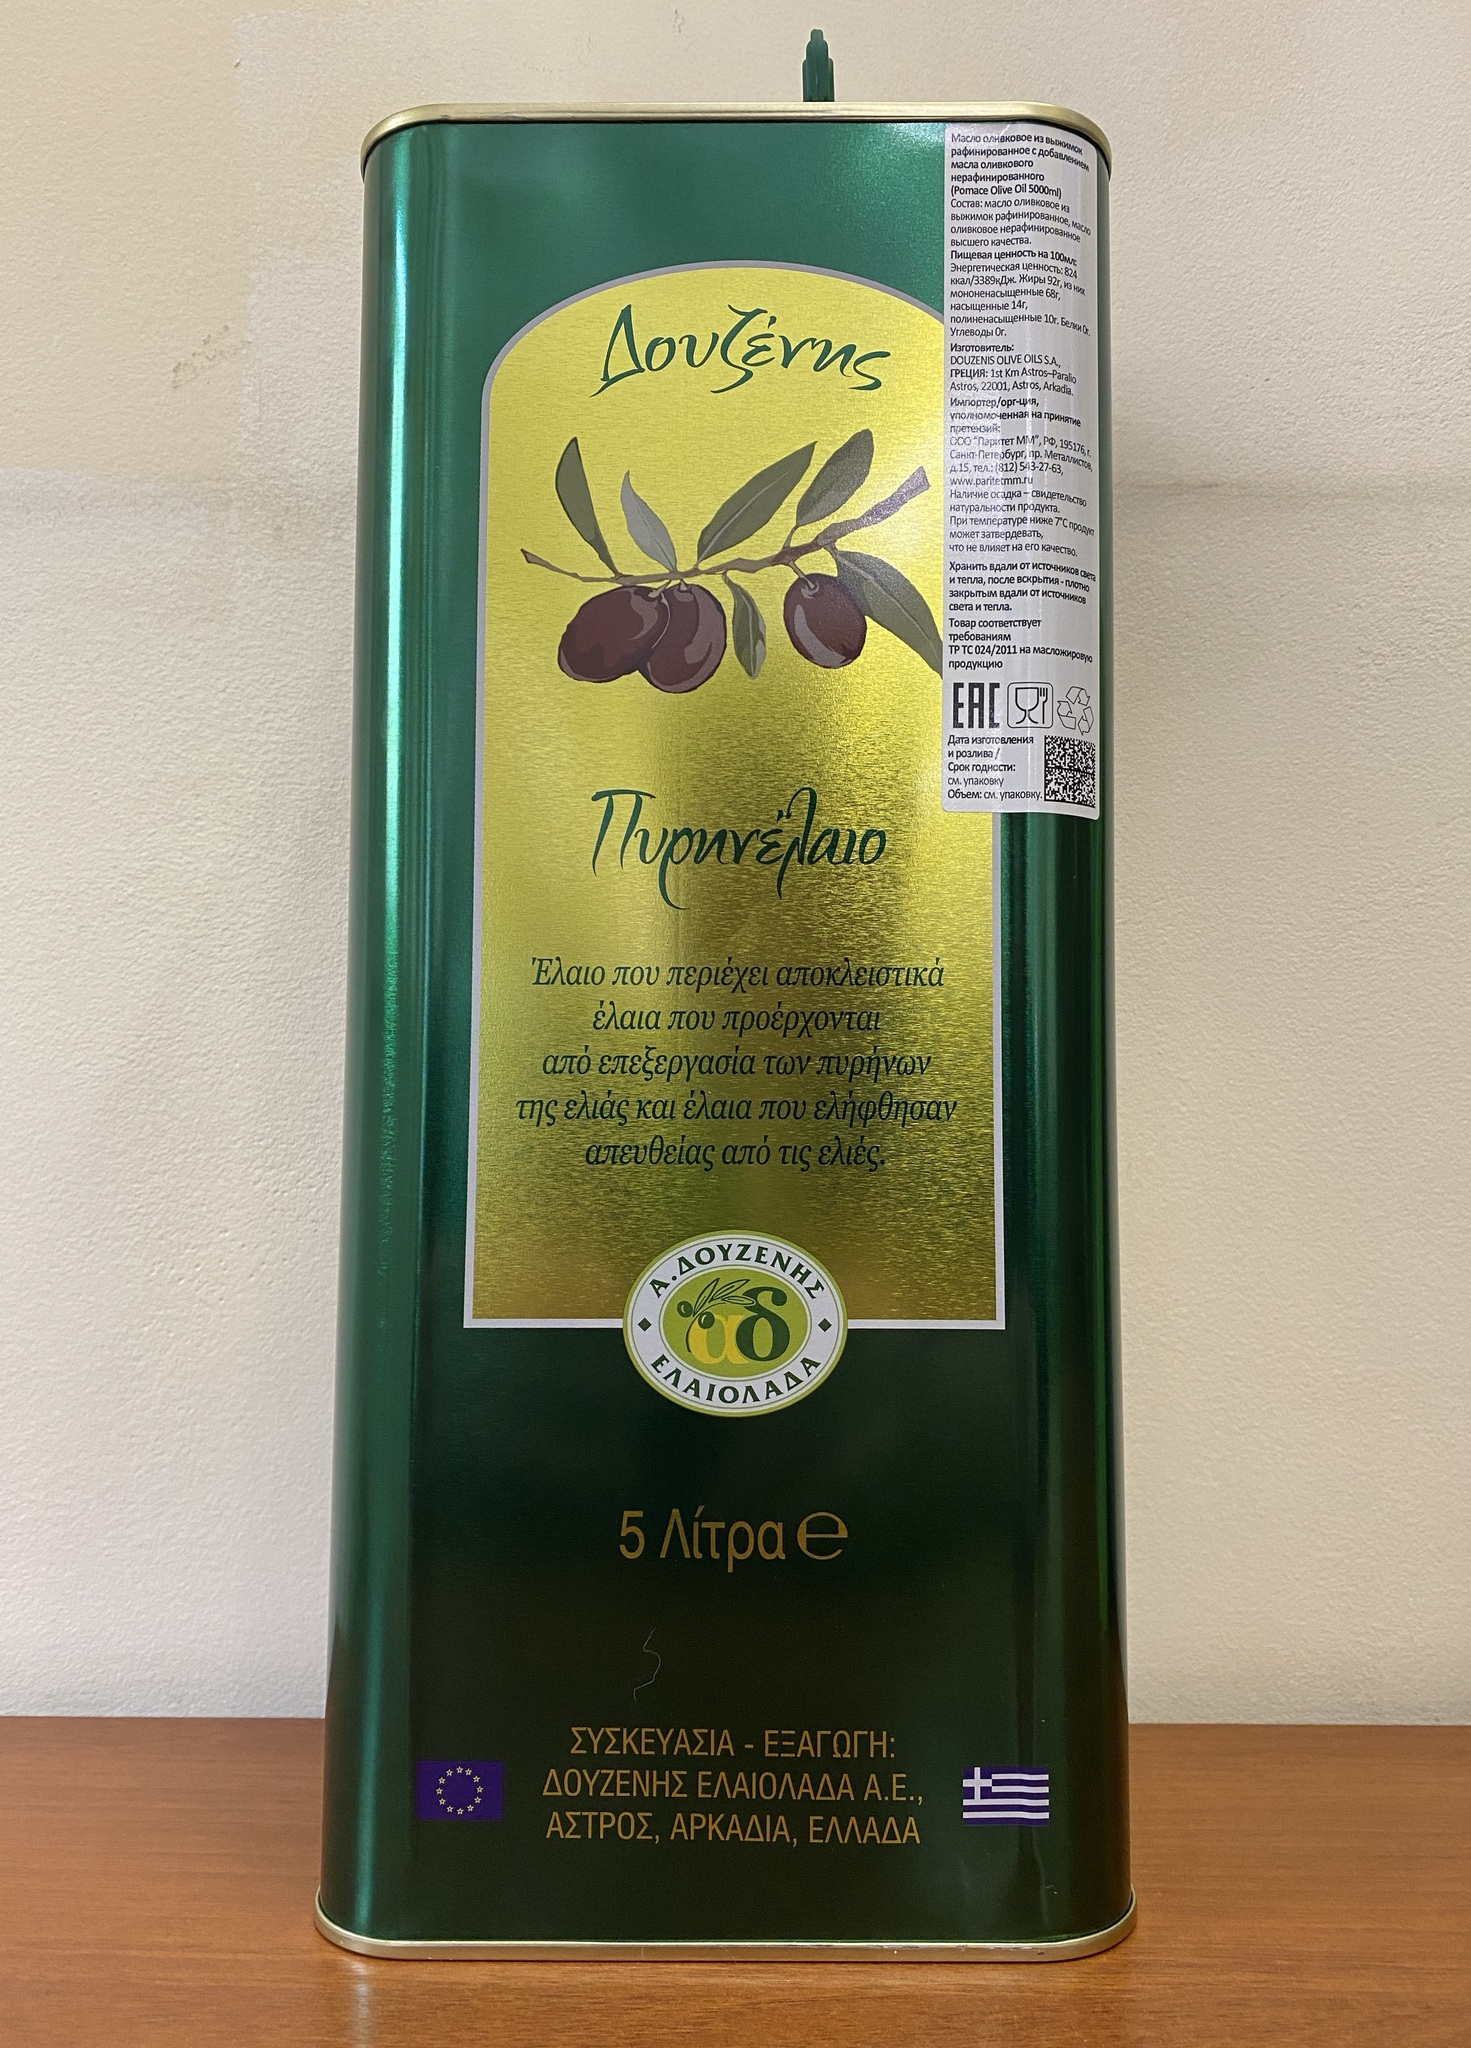 Δουζένης
Πυρηνέλαιο
Έλαιο που περιέχει αποκλειστικά
έλαια που προέρχονται
από επεξεργασία των πυρήνων
της ελιάς και έλαια που ελήφθησαν
απευθείας από τις ελιές.
Α.ΔΟΥΖΕΝΗΣ
αδ
ΕΛΑΙΟΛΑΔΑ
5 Λίτρα ℮
ΣΥΣΚΕΥΑΣΙΑ - ΕΞΑΓΩΓΗ:
ΔΟΥΖΕΝΗΣ ΕΛΑΙΟΛΑΔΑ Α.Ε.,
ΑΣΤΡΟΣ, ΑΡΚΑΔΙΑ, ΕΛΛΑΔΑ
Масло оливковое из выжимок
рафинированное с добавлением
масла оливкового
нерафинированного
(Pomace Olive Oil 5000ml)
Состав: масло оливковое из
выжимок рафинированное, масло
оливковое нерафинированное
высшего качества.
Пищевая ценность на 100мл:
Энергетическая ценность: 824
ккал/3389кДж. Жиры 92г, из них
мононенасыщенные 68г,
насыщенные 14г,
полиненасыщенные 10г. Белки 0г.
Углеводы 0г.
Изготовитель:
DOUZENIS OLIVE OILS S.A.,
ГРЕЦИЯ: 1st Km Astros–Paralio
Astros, 22001, Astros, Arkadia.
Импортер/орг-ция,
уполномоченная на принятие
претензий:
ООО "Паритет ММ", РФ, 195176, г.
Санкт-Петербург, пр. Металлистов,
д.15, тел.: (812) 543-27-63,
www.paritetmm.ru
Наличие осадка – свидетельство
натуральности продукта.
При температуре ниже 7°С продукт
может затвердевать,
что не влияет на его качество.
Хранить вдали от источников света
и тепла, после вскрытия - плотно
закрытым вдали от источников
света и тепла.
Товар соответствует
требованиям
ТР ТС 024/2011 на масложировую
продукцию
EAC
Дата изготовления
и розлива /
Срок годности:
см. упаковку
Объем: см. упаковку.